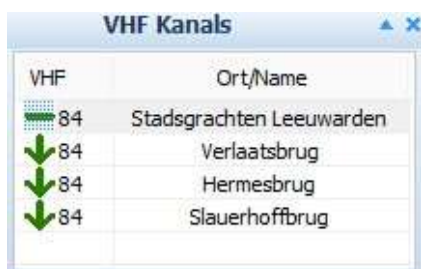 VHF Kanals
VHF Ort/Name
84 Stadsgrachten Leeuwarden
84 Verlaatsbrug
84 Hermesbrug
84 Slauerhoffbrug